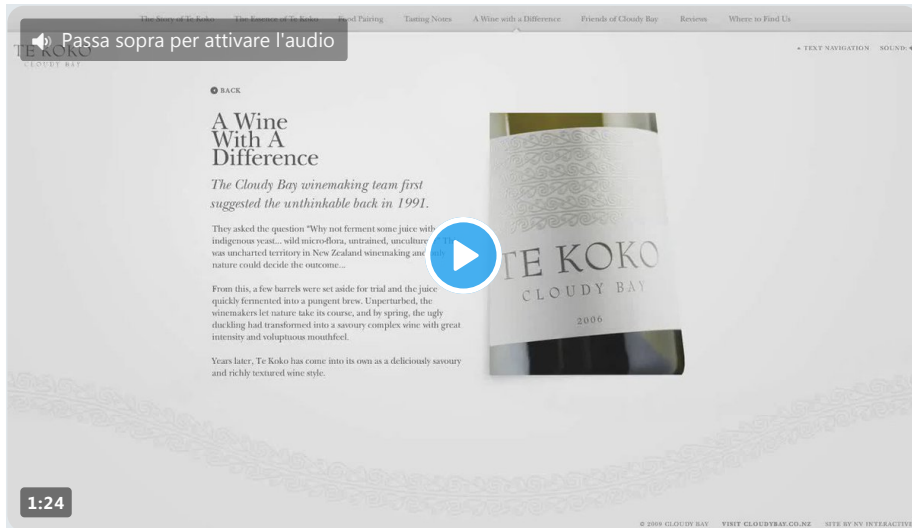 The Story of Te Koko The Essence of Te Koko Food Pairing Tasting Notes A Wine with a Difference Friends of Cloudy Bay Reviews Where to Find Us
Passa sopra per attivare l'audio
TE KOKO
CLOUDY BAY
TEXT NAVIGATION SOUND:
BACK
A Wine
With A
Difference
The Cloudy Bay winemaking team first
suggested the unthinkable back in 1991.
They asked the question "Why not ferment some juice with
indigenous yeast... wild micro-flora, untrained,
was uncharted territory in New Zealand winemaking and
nature could decide the outcome...
From this, a few barrels were set aside for trial and the juice
quickly fermented into a pungent brew. Unperturbed, the
winemakers let nature take its course, and by spring, the ugly
duckling had transformed into a savoury complex wine with great
intensity and voluptuous mouthfeel.
Years later, Te Koko has come into its own as a deliciously savoury
and richly textured wine style.
TE KOKO
CLOUDY BAY
2006
1:24
© 2008 CLOUDY BAY VISIT CLOUDYBAY.CO.NZ SITE BY NV INTERACTIVE